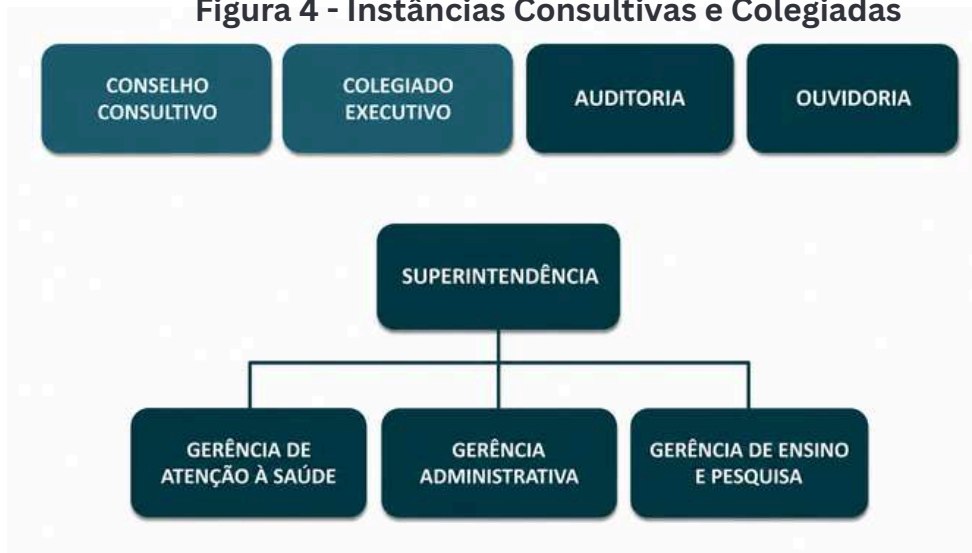 Figura 4 - Instâncias Consultivas e Colegiadas
CONSELHO
CONSULTIVO
COLEGIADO
EXECUTIVO
AUDITORIA
OUVIDORIA
SUPERINTENDÊNCIA
GERÊNCIA DE
ATENÇÃO À SAÚDE
GERÊNCIA
ADMINISTRATIVA
GERÊNCIA DE ENSINO
E PESQUISA